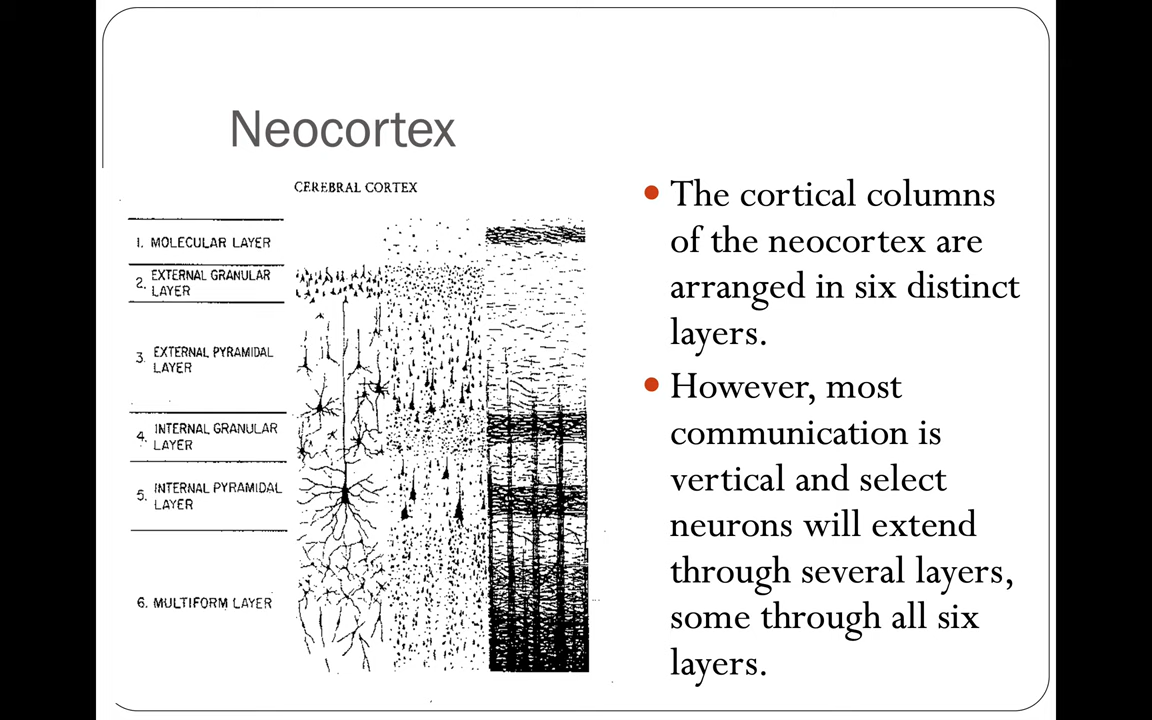 Neocortex
CEREBRAL CORTEX
1. MOLECULAR LAYER
2. EXTERNAL GRANULAR
LAYER
3. EXTERNAL PYRAMIDAL
LAYER
4. INTERNAL GRANULAR
LAYER
5. INTERNAL PYRAMIDAL
LAYER
6. MULTIFORM LAYER
• The cortical columns
of the neocortex are
arranged in six distinct
layers.
• However, most
communication is
vertical and select
neurons will extend
through several layers,
some through all six
layers.